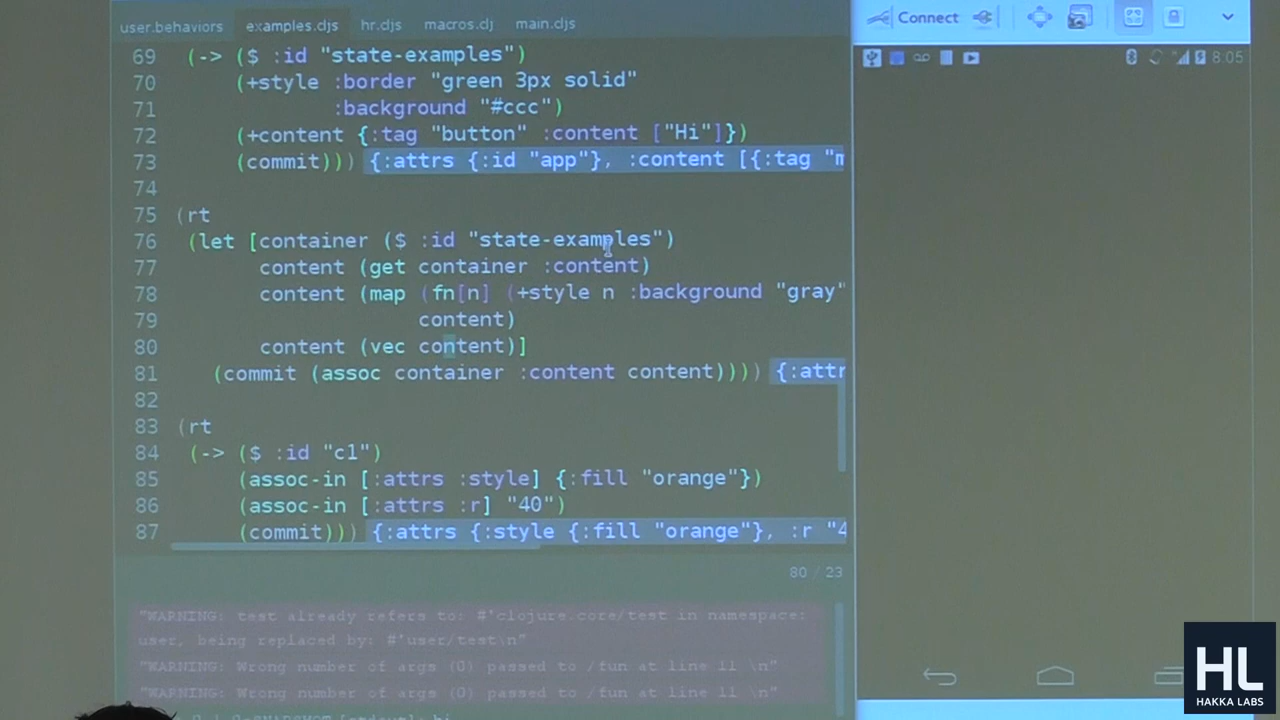 user.behaviors examples.cljs hr.cljs macros.clj main.cljs
69 (-> ($ :id "state-examples")
70 (+style :border "green 3px solid"
71 :background "#ccc")
72 (+content {:tag "button" :content ["Hi"]})
73 (commit))) {:attrs {:id "app"}, :content [{:tag "m
74
75 (rt
76 (let [container ($ :id "state-examples")
77 content (get container :content)
78 content (map (fn[n] (+style n :background "gray"
79 content)
80 content (vec content)]
81 (commit (assoc container :content content)))) {:attr
82
83 (rt
84 (-> ($ :id "c1")
85 (assoc-in [:attrs :style] {:fill "orange"})
86 (assoc-in [:attrs :r] "40")
87 (commit))) {:attrs {:style {:fill "orange"}, :r "4
80 / 23
"WARNING: test already refers to: #'clojure.core/test in namespace:
user, being replaced by: #'user/test\n"
"WARNING: Wrong number of args (0) passed to /fun at line 11 \n"
"WARNING: Wrong number of args (0) passed to /fun at line 11 \n"
Connect
8:05
HL
HAKKA LABS